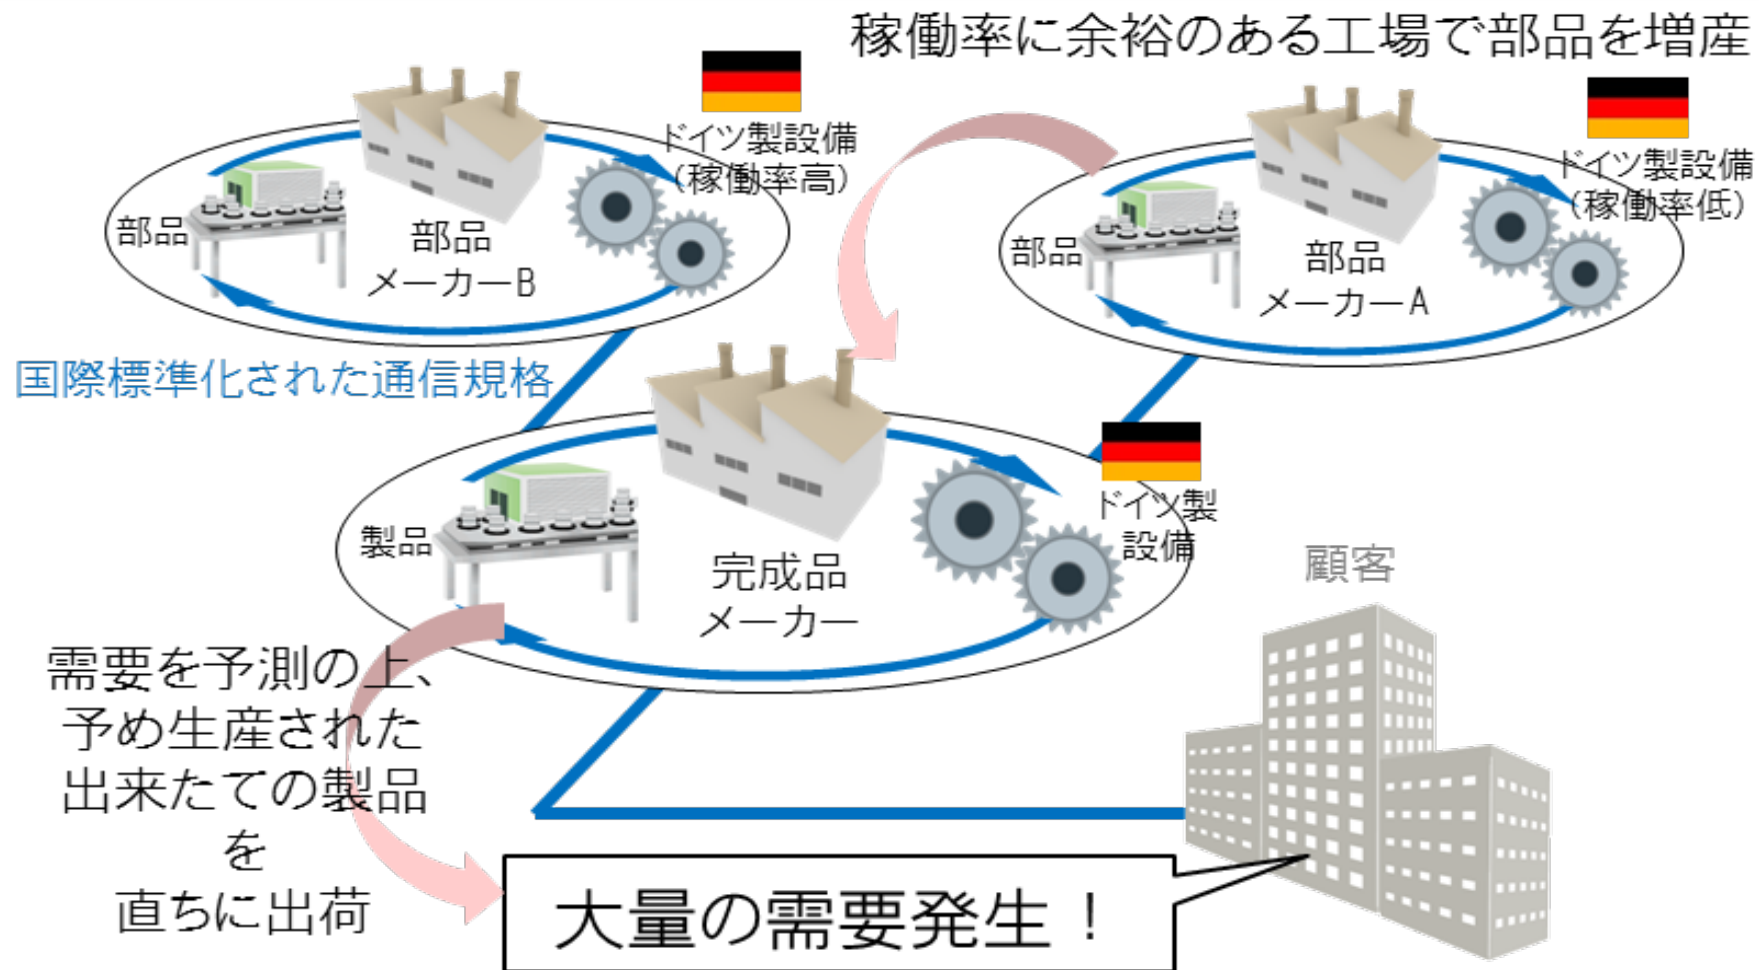 稼働率に余裕のある工場で部品を増産
ドイツ製設備
（稼働率高）
部品
部品
メーカーB
ドイツ製設備
（稼働率低）
部品
部品
メーカーA
国際標準化された通信規格
ドイツ製
設備
製品
完成品
メーカー
顧客
需要を予測の上、
予め生産された
出来たての製品
を
直ちに出荷
大量の需要発生！